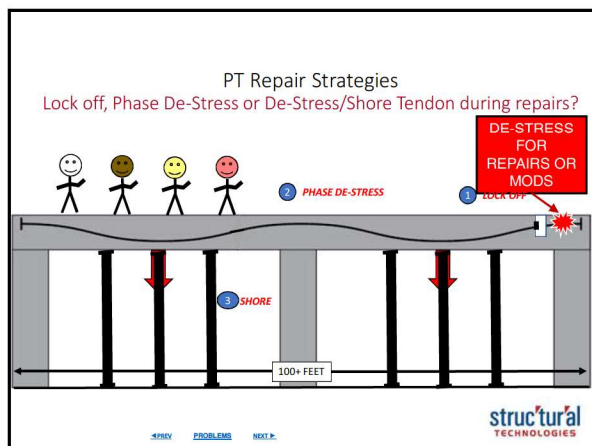 PT Repair Strategies
Lock off, Phase De-Stress or De-Stress/Shore Tendon during repairs?
DE-STRESS
FOR
REPAIRS OR
MODS
2 PHASE DE-STRESS
1 LOCK OFF
3 SHORE
100+ FEET
◄PREV PROBLEMS NEXT ►
struc'tur'al
TECHNOLOGIES